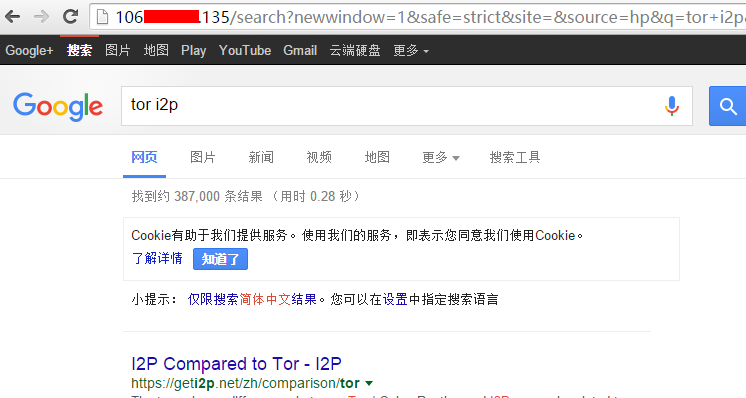 106 .135/search?newwindow=1&safe=strict&site=&source=hp&q=tor+i2p
Google+ 搜索 图片 地图 Play YouTube Gmail 云端硬盘 更多
Google tor i2p
网页 图片 新闻 视频 地图 更多 搜索工具
找到约 387,000 条结果 (用时 0.28 秒)
Cookie有助于我们提供服务。使用我们的服务，即表示您同意我们使用Cookie。
了解详情 知道了
小提示： 仅限搜索简体中文结果。您可以在设置中指定搜索语言
I2P Compared to Tor - I2P
https://geti2p.net/zh/comparison/tor